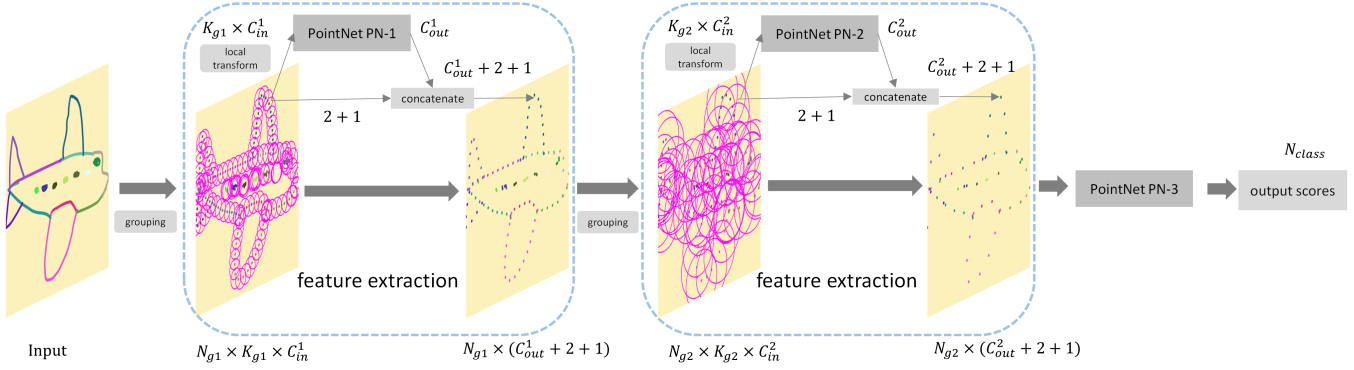 K_{g1} × C^1_{in}
PointNet PN-1
C^1_{out}
local
transform
C^1_{out} + 2 + 1
concatenate
2 + 1
K_{g2} × C^2_{in}
PointNet PN-2
C^2_{out}
local
transform
C^2_{out} + 2 + 1
concatenate
2 + 1
N_{class}
PointNet PN-3
output scores
grouping
grouping
feature extraction
feature extraction
Input
N_{g1} × K_{g1} × C^1_{in}
N_{g1} × (C^1_{out} + 2 + 1)
N_{g2} × K_{g2} × C^2_{in}
N_{g2} × (C^2_{out} + 2 + 1)